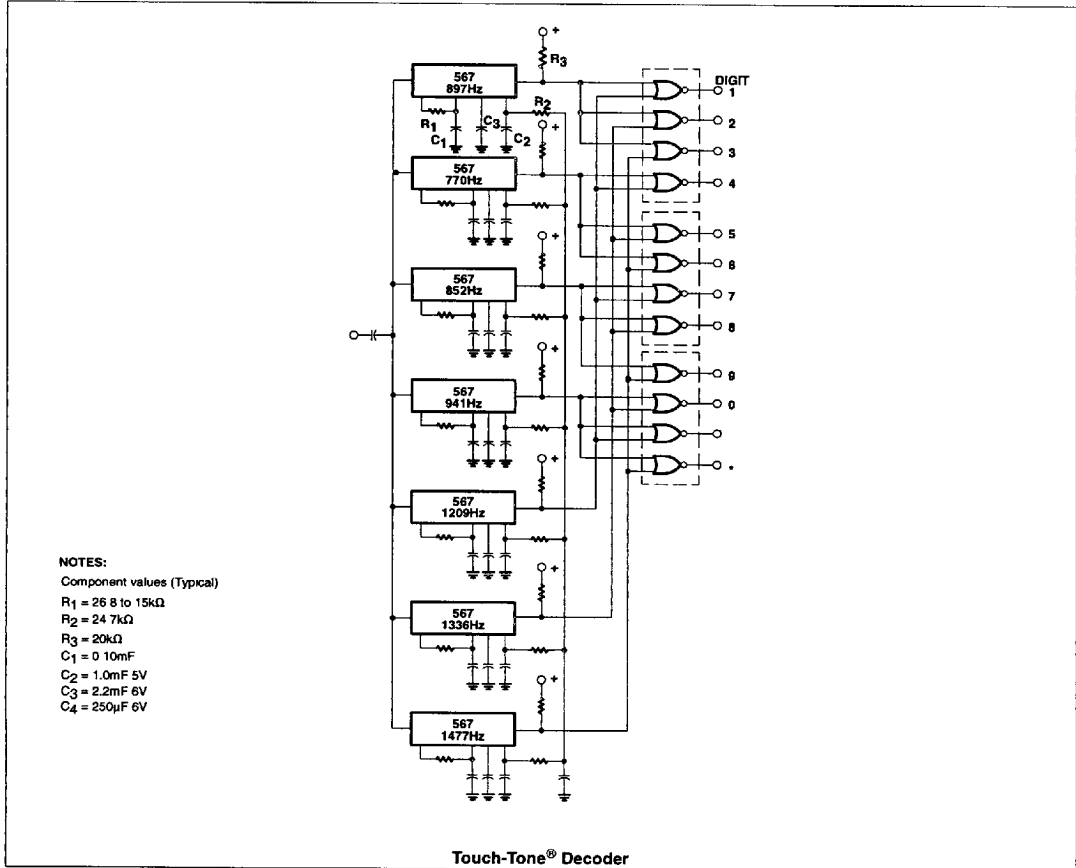 +
R3
567
897Hz
R2
R1
C3
C1
C2
+
567
770Hz
+
567
852Hz
+
567
941Hz
+
567
1209Hz
+
567
1336Hz
+
567
1477Hz
DIGIT
1
2
3
4
5
6
7
8
9
0
*
NOTES:
Component values (Typical)
R1 = 26 8 to 15kΩ
R2 = 24 7kΩ
R3 = 20kΩ
C1 = 0 10mF
C2 = 1.0mF 5V
C3 = 2.2mF 6V
C4 = 250µF 6V
Touch-Tone® Decoder